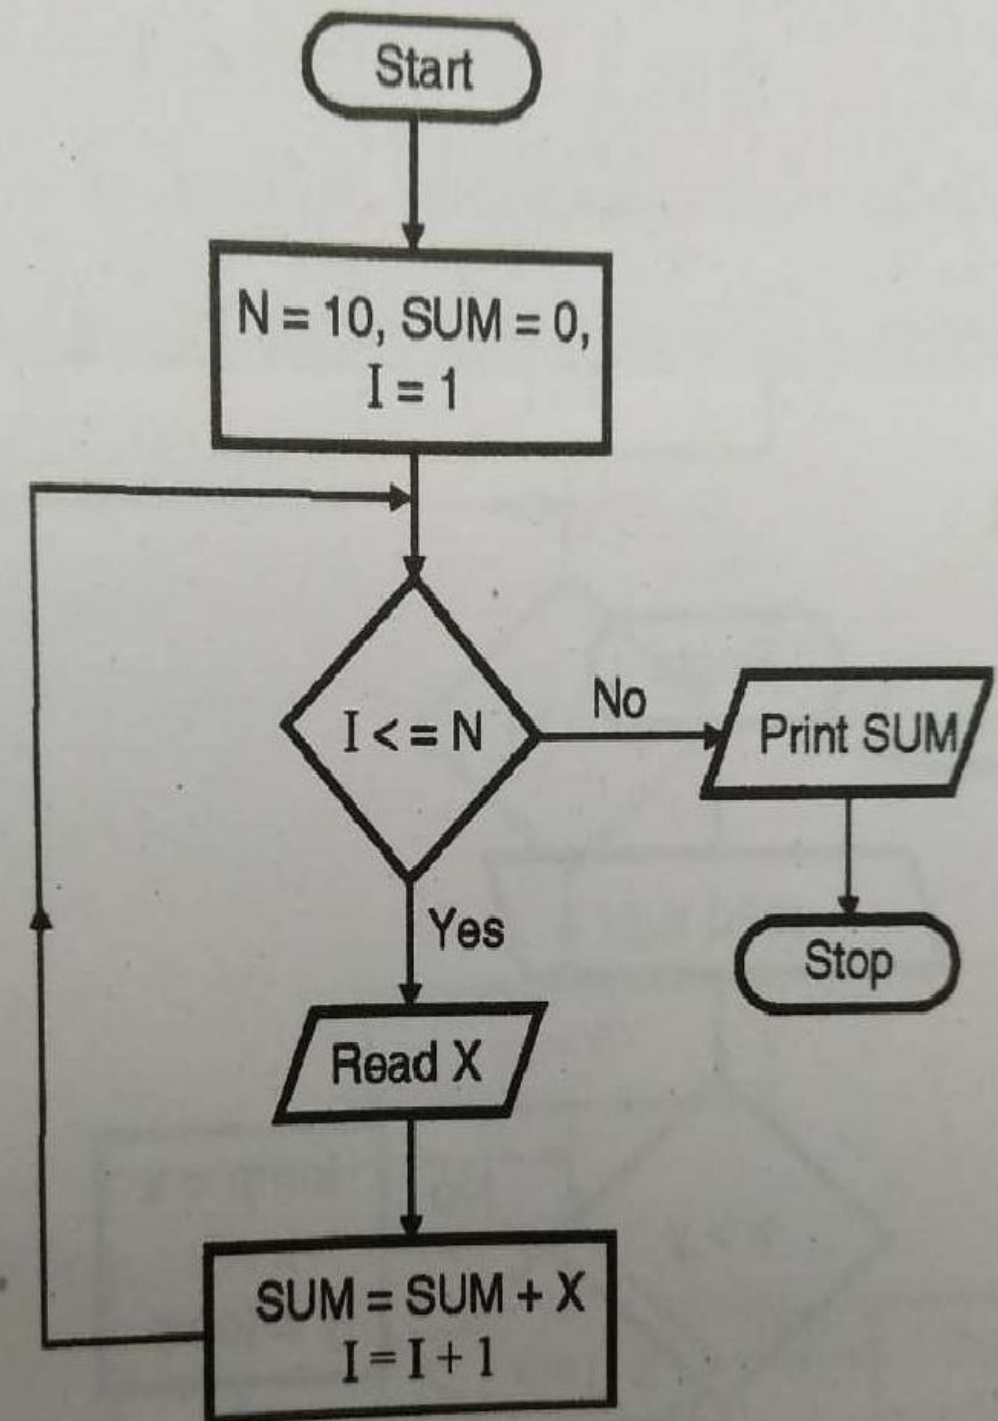 Start
N = 10, SUM = 0,
I = 1
I < = N
No
Print SUM
Stop
Yes
Read X
SUM = SUM + X
I = I + 1